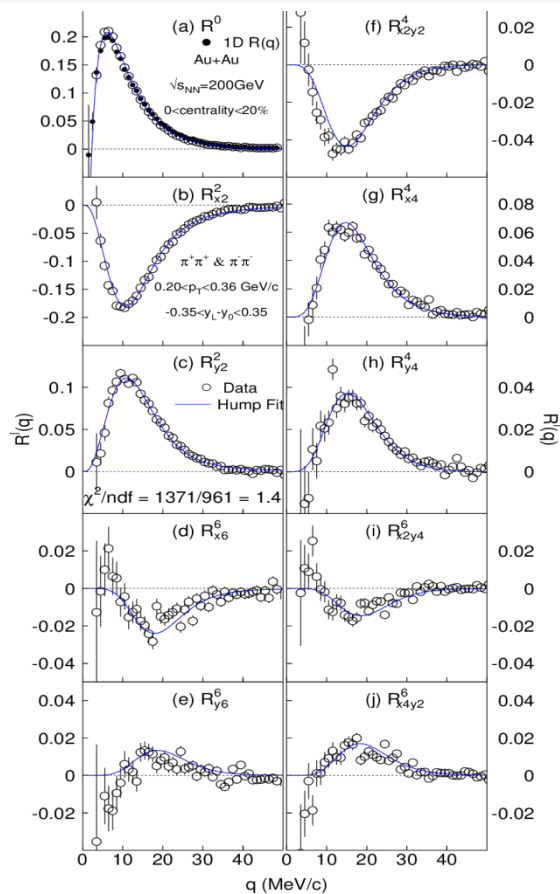 (a) R⁰
● 1D R(q)
Au+Au
√sNN=200GeV
0<centrality<20%
0.2
0.15
0.1
0.05
0
(b) R²x2
π⁺π⁺ & π⁻π⁻
0.20<pT<0.36 GeV/c
-0.35<yL-y0<0.35
0
-0.05
-0.1
-0.15
-0.2
(c) R²y2
○ Data
Hump Fit
0.1
0.05
0
χ²/ndf = 1371/961 = 1.4
(d) R⁶x6
0.02
0
-0.02
-0.04
(e) R⁶y6
0.04
0.02
0
-0.02
(f) R⁴x2y2
0.02
0
-0.02
-0.04
(g) R⁴x4
0.08
0.06
0.04
0.02
0
(h) R⁴y4
0.04
0.02
0
(i) R⁶x2y4
0.02
0
-0.02
-0.04
(j) R⁶x4y2
0.04
0.02
0
-0.02
0 10 20 30 40 0 10 20 30 40 50
q (MeV/c) q (MeV/c)
Rˡ(q)
Rˡ(q)